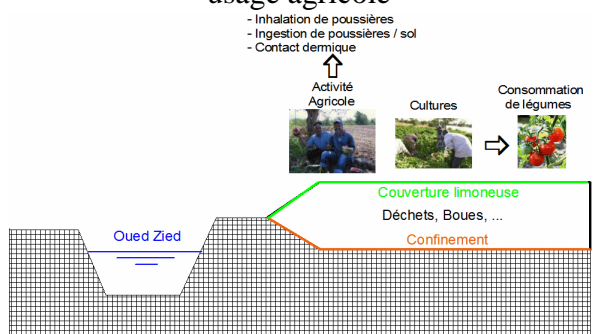 usage agricole
- Inhalation de poussières
- Ingestion de poussières / sol
- Contact dermique
Activité
Agricole
Cultures
Consommation
de légumes
Couverture limoneuse
Déchets, Boues, ...
Oued Zied
Confinement